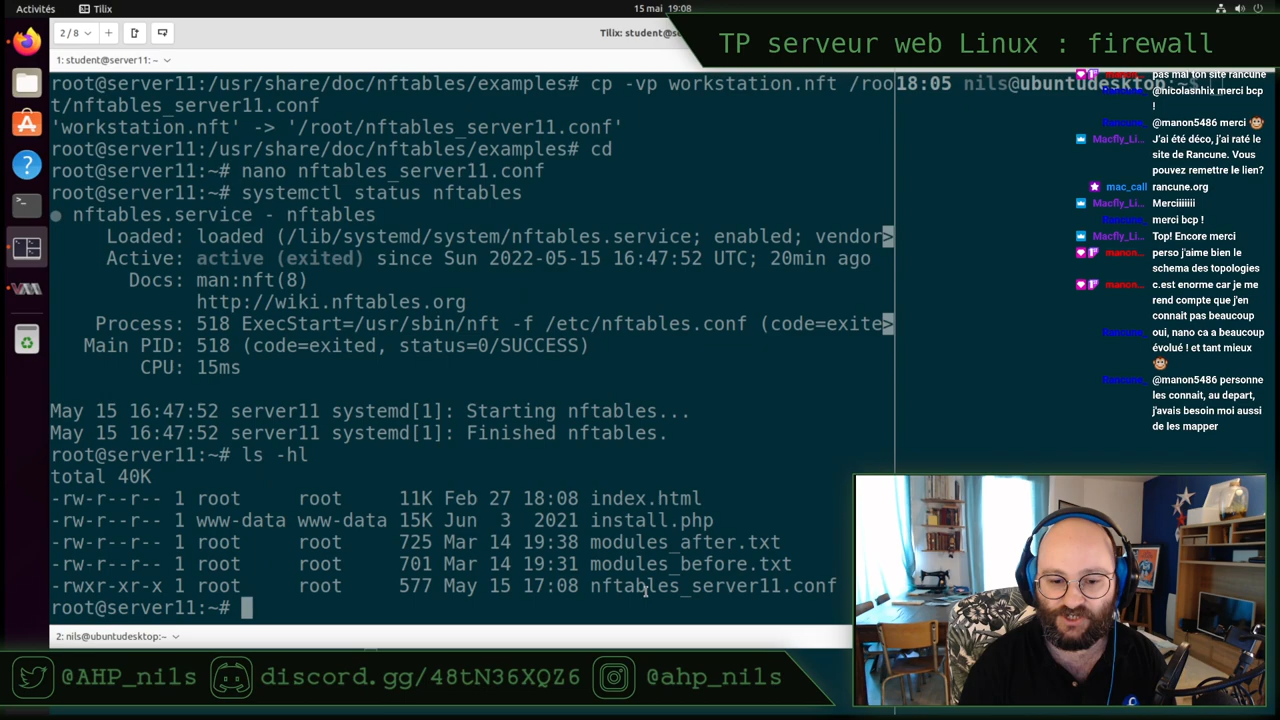 Activités
Tilix
15 mai 19:08
2/8
Tilix: student@se
TP serveur web Linux : firewall
1: student@server11: ~
root@server11:/usr/share/doc/nftables/examples# cp -vp workstation.nft /roo
t/nftables_server11.conf
'workstation.nft' -> '/root/nftables_server11.conf'
root@server11:/usr/share/doc/nftables/examples# cd
root@server11:~# nano nftables_server11.conf
root@server11:~# systemctl status nftables
● nftables.service - nftables
Loaded: loaded (/lib/systemd/system/nftables.service; enabled; vendor>
Active: active (exited) since Sun 2022-05-15 16:47:52 UTC; 20min ago
Docs: man:nft(8)
http://wiki.nftables.org
Process: 518 ExecStart=/usr/sbin/nft -f /etc/nftables.conf (code=exite>
Main PID: 518 (code=exited, status=0/SUCCESS)
CPU: 15ms
May 15 16:47:52 server11 systemd[1]: Starting nftables...
May 15 16:47:52 server11 systemd[1]: Finished nftables.
root@server11:~# ls -hl
total 40K
-rw-r--r-- 1 root root 11K Feb 27 18:08 index.html
-rw-r--r-- 1 www-data www-data 15K Jun 3 2021 install.php
-rw-r--r-- 1 root root 725 Mar 14 19:38 modules_after.txt
-rw-r--r-- 1 root root 701 Mar 14 19:31 modules_before.txt
-rwxr-xr-x 1 root root 577 May 15 17:08 nftables_server11.conf
root@server11:~#
18:05 nils@ubuntudesktop:~$
manon... pas mal ton site rancune
Rancune_ @nicolasnhix merci bcp
!
Rancune_ @manon5486 merci
Macfly_Li... J'ai été déco, j'ai raté le
site de Rancune. Vous
pouvez remettre le lien?
mac_call rancune.org
Macfly_Li... Merciiiiiii
Rancune_ merci bcp !
Macfly_Li... Top! Encore merci
manon... perso j'aime bien le
schema des topologies
manon... c.est enorme car je me
rend compte que j'en
connait pas beaucoup
Rancune_ oui, nano ca a beaucoup
évolué ! et tant mieux
Rancune_ @manon5486 personne
les connait, au depart,
j'avais besoin moi aussi
de les mapper
2: nils@ubuntudesktop:~
@AHP_nils
discord.gg/48tN36XQZ6
@ahp_nils